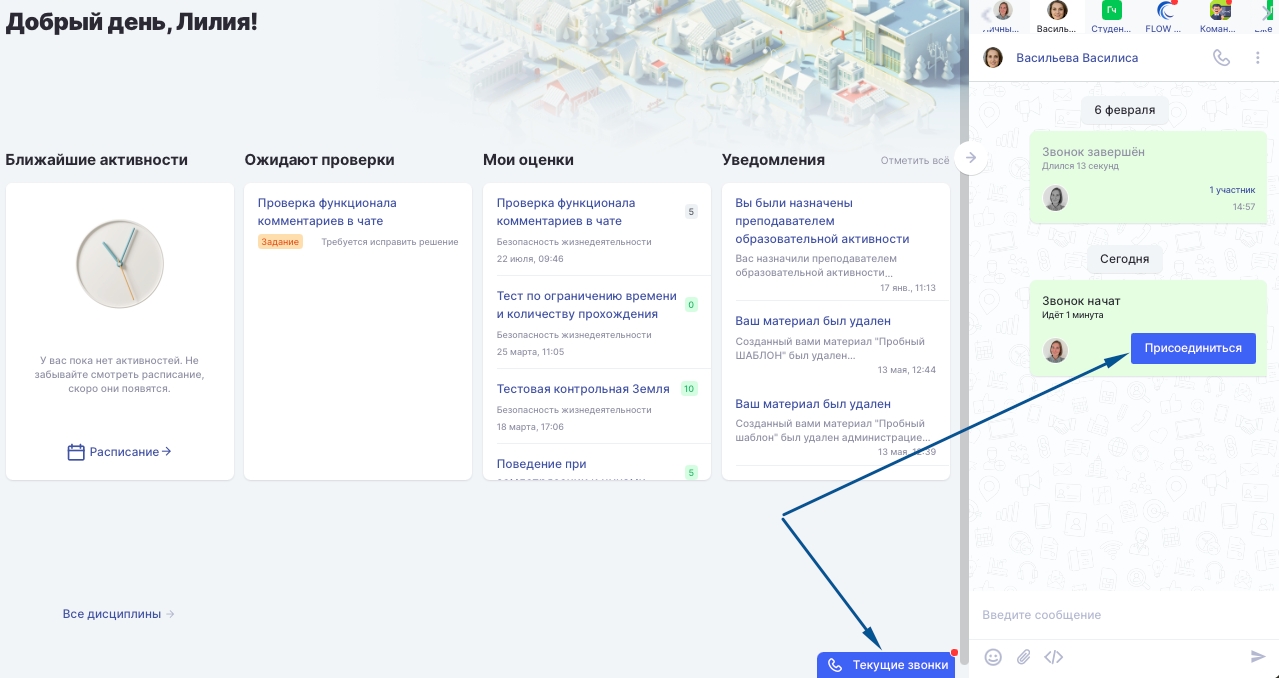 Добрый день, Лилия!
Ближайшие активности
У вас пока нет активностей. Не
забывайте смотреть расписание,
скоро они появятся.
Расписание
Ожидают проверки
Проверка функционала
комментариев в чате
Задание
Требуется исправить решение
Мои оценки
Проверка функционала
комментариев в чате
5
Безопасность жизнедеятельности
22 июля, 09:46
Тест по ограничению времени
и количеству прохождения
0
Безопасность жизнедеятельности
25 марта, 11:05
Тестовая контрольная Земля
10
Безопасность жизнедеятельности
18 марта, 17:06
Поведение при
5
Уведомления
Отметить всё
Вы были назначены
преподавателем
образовательной активности
Вас назначили преподавателем
образовательной активности...
17 янв., 11:13
Ваш материал был удален
Созданный вами материал "Пробный
ШАБЛОН" был удален...
13 мая, 12:44
Ваш материал был удален
Созданный вами материал "Пробный
шаблон" был удален администрацие...
13 мая, 12:39
Все дисциплины
Текущие звонки
Василь...
Гч
Студен...
FLOW ...
Коман...
Васильева Василиса
6 февраля
Звонок завершён
Длился 13 секунд
1 участник
14:57
Сегодня
Звонок начат
Идёт 1 минута
Присоединиться
Введите сообщение